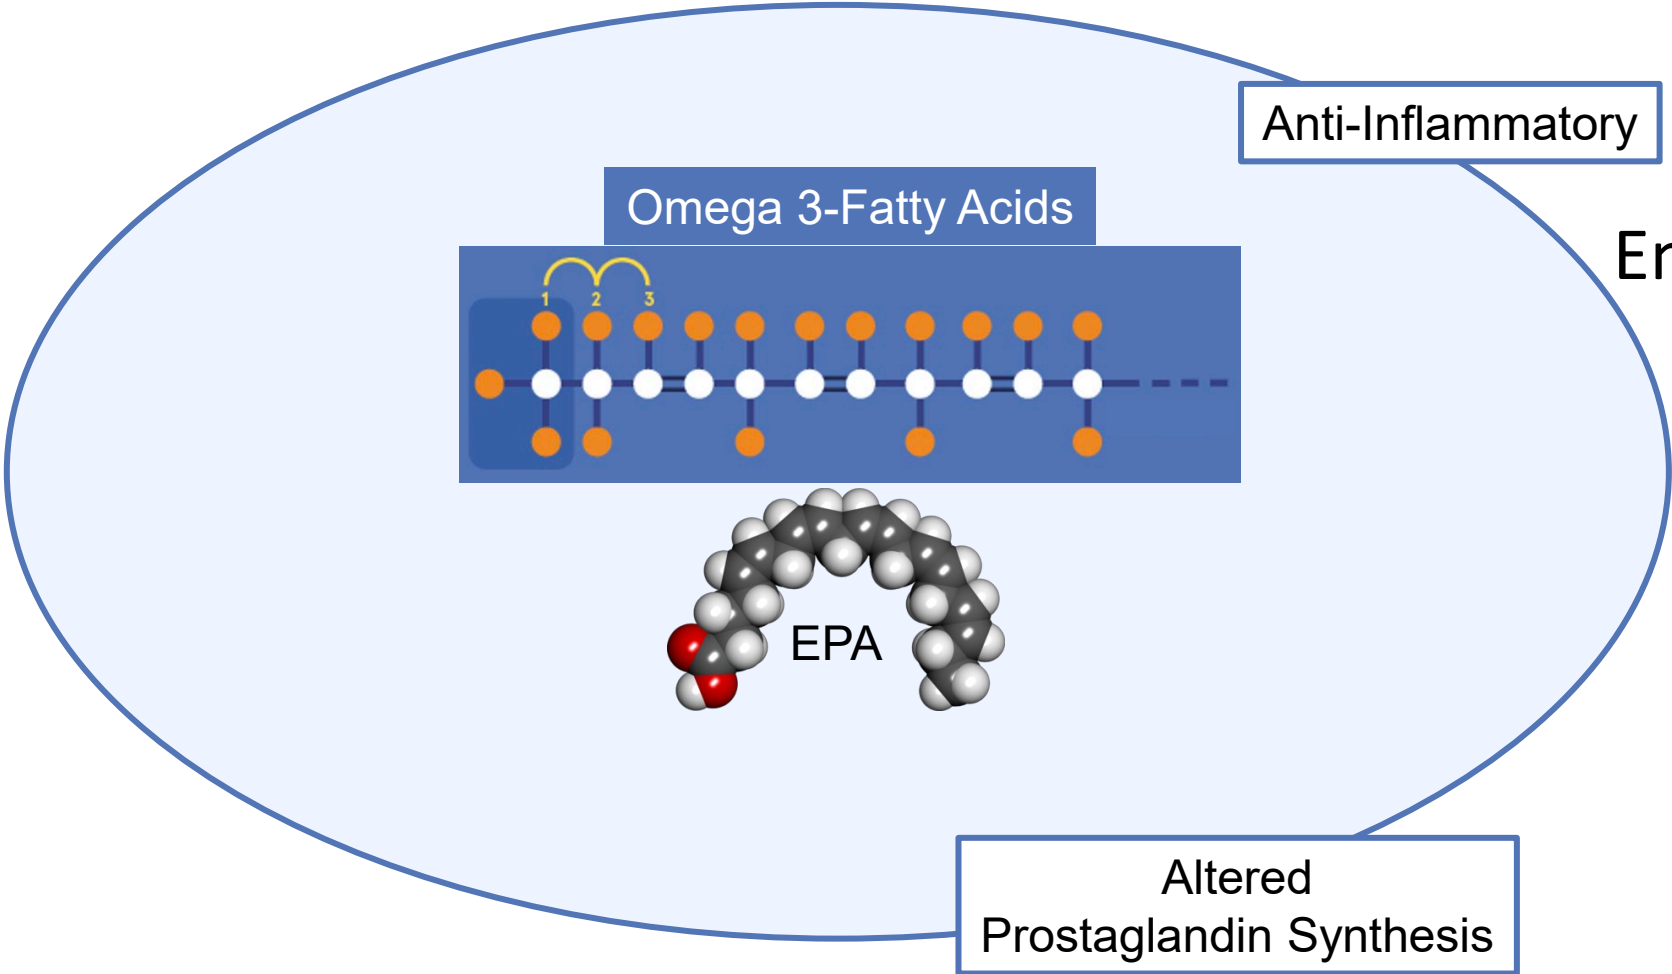 Anti-Inflammatory
Omega 3-Fatty Acids
1 2 3
EPA
Altered
Prostaglandin Synthesis